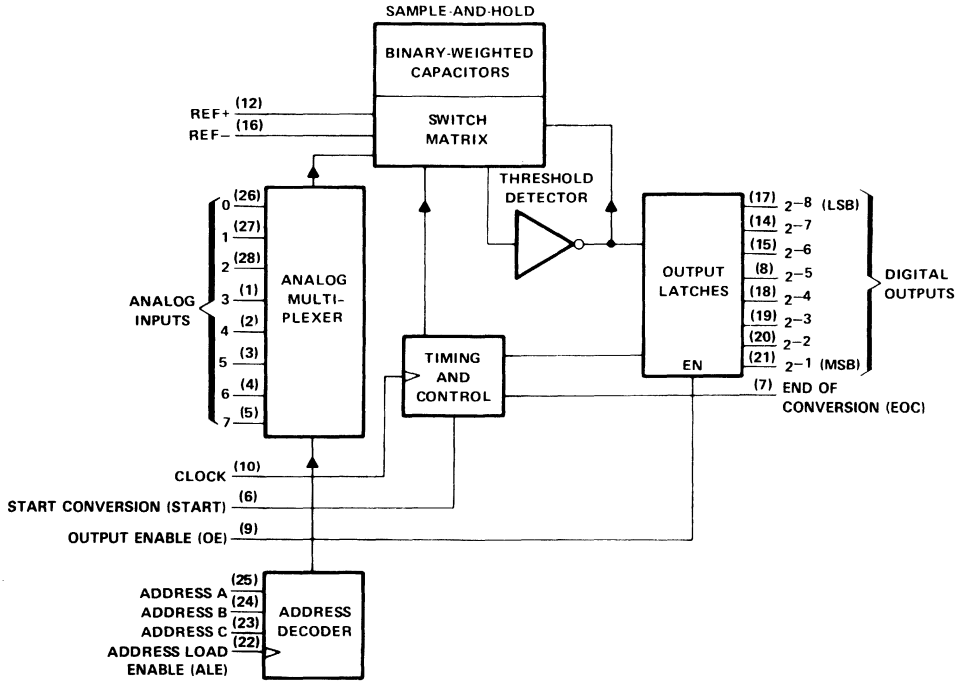 SAMPLE-AND-HOLD
BINARY-WEIGHTED
CAPACITORS
SWITCH
MATRIX
REF+ (12)
REF− (16)
THRESHOLD
DETECTOR
ANALOG
INPUTS
0 (26)
1 (27)
2 (28)
3 (1)
4 (2)
5 (3)
6 (4)
7 (5)
ANALOG
MULTI-
PLEXER
TIMING
AND
CONTROL
OUTPUT
LATCHES
EN
(17) 2−8 (LSB)
(14) 2−7
(15) 2−6
(8) 2−5
(18) 2−4
(19) 2−3
(20) 2−2
(21) 2−1 (MSB)
DIGITAL
OUTPUTS
(7) END OF
CONVERSION (EOC)
CLOCK (10)
START CONVERSION (START) (6)
OUTPUT ENABLE (OE) (9)
ADDRESS A (25)
ADDRESS B (24)
ADDRESS C (23)
ADDRESS LOAD (22)
ENABLE (ALE)
ADDRESS
DECODER